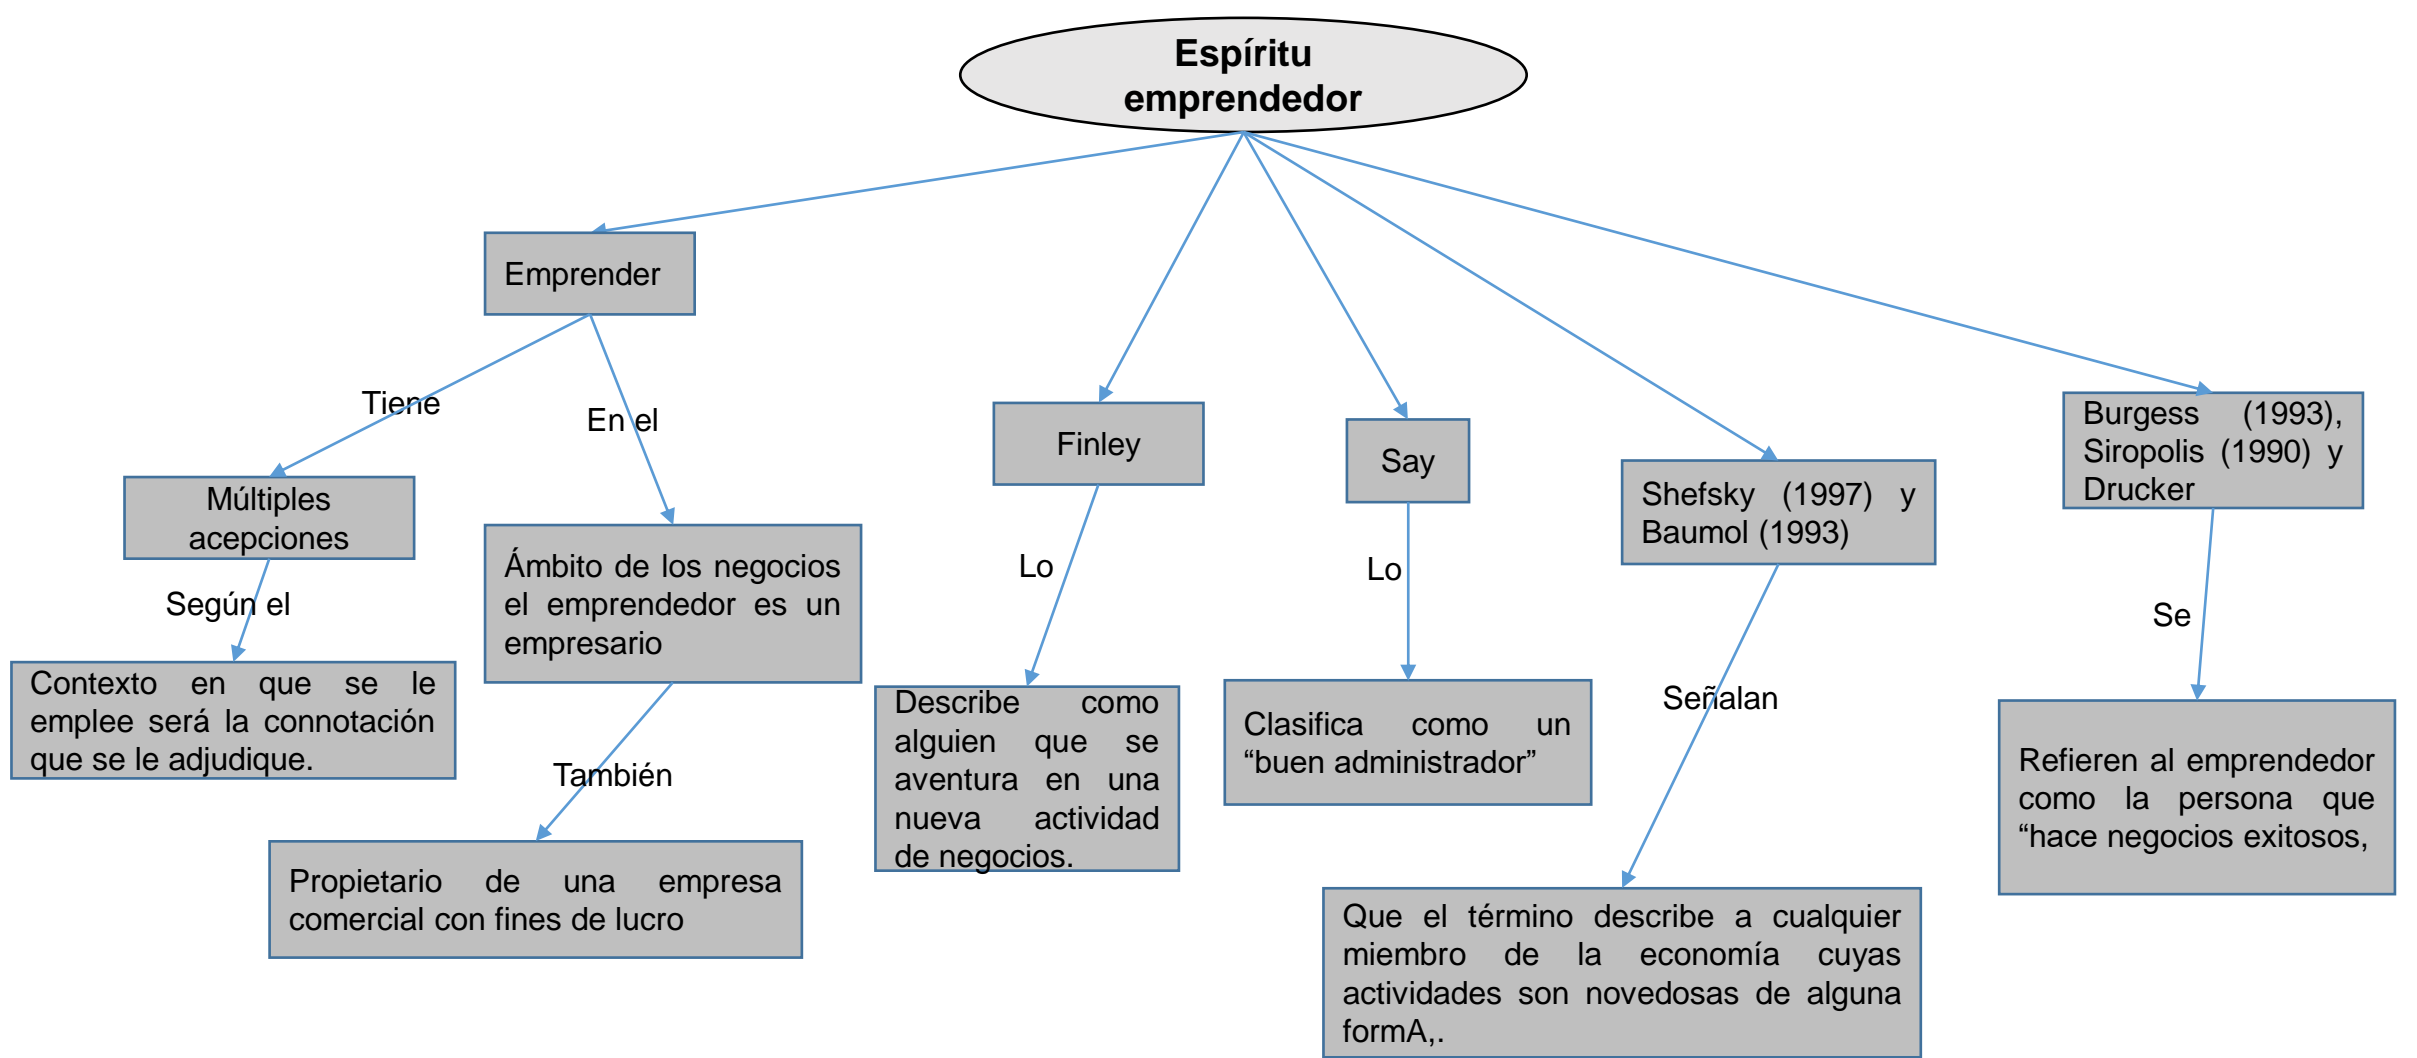 Espíritu
emprendedor
Emprender
Tiene
En el
Múltiples
acepciones
Según el
Contexto en que se le
emplee será la connotación
que se le adjudique.
Ámbito de los negocios
el emprendedor es un
empresario
También
Propietario de una empresa
comercial con fines de lucro
Finley
Lo
Describe como
alguien que se
aventura en una
nueva actividad
de negocios.
Say
Lo
Clasifica como un
“buen administrador”
Shefsky (1997) y
Baumol (1993)
Señalan
Que el término describe a cualquier
miembro de la economía cuyas
actividades son novedosas de alguna
formA,.
Burgess (1993),
Siropolis (1990) y
Drucker
Se
Refieren al emprendedor
como la persona que
“hace negocios exitosos,